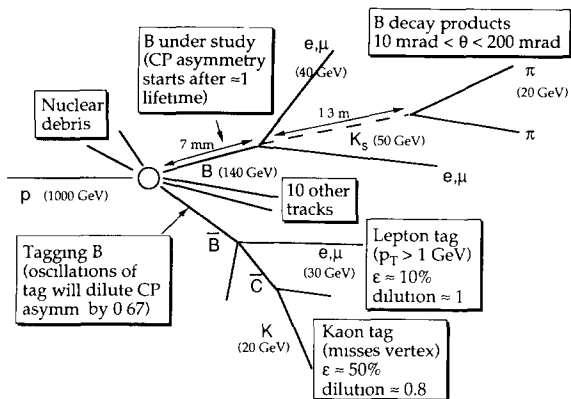 B under study
(CP asymmetry
starts after ≈1
lifetime)
B decay products
10 mrad < θ < 200 mrad
e,μ
(40 GeV)
π
(20 GeV)
Nuclear
debris
7 mm
1 3 m
K_s (50 GeV)
π
B (140 GeV)
e,μ
p (1000 GeV)
10 other
tracks
Tagging B
(oscillations of
tag will dilute CP
asymm by 0 67)
B̅
e,μ
(30 GeV)
Lepton tag
(p_T > 1 GeV)
ε ≈ 10%
dilution ≈ 1
C̅
K
(20 GeV)
Kaon tag
(misses vertex)
ε ≈ 50%
dilution ≈ 0.8